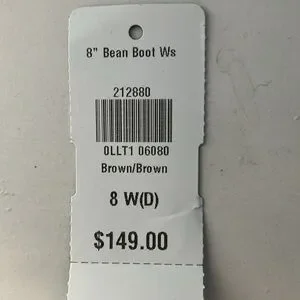 8" Bean Boot Ws
212880
0LLT1 06080
Brown/Brown
8 W(D)
$149.00